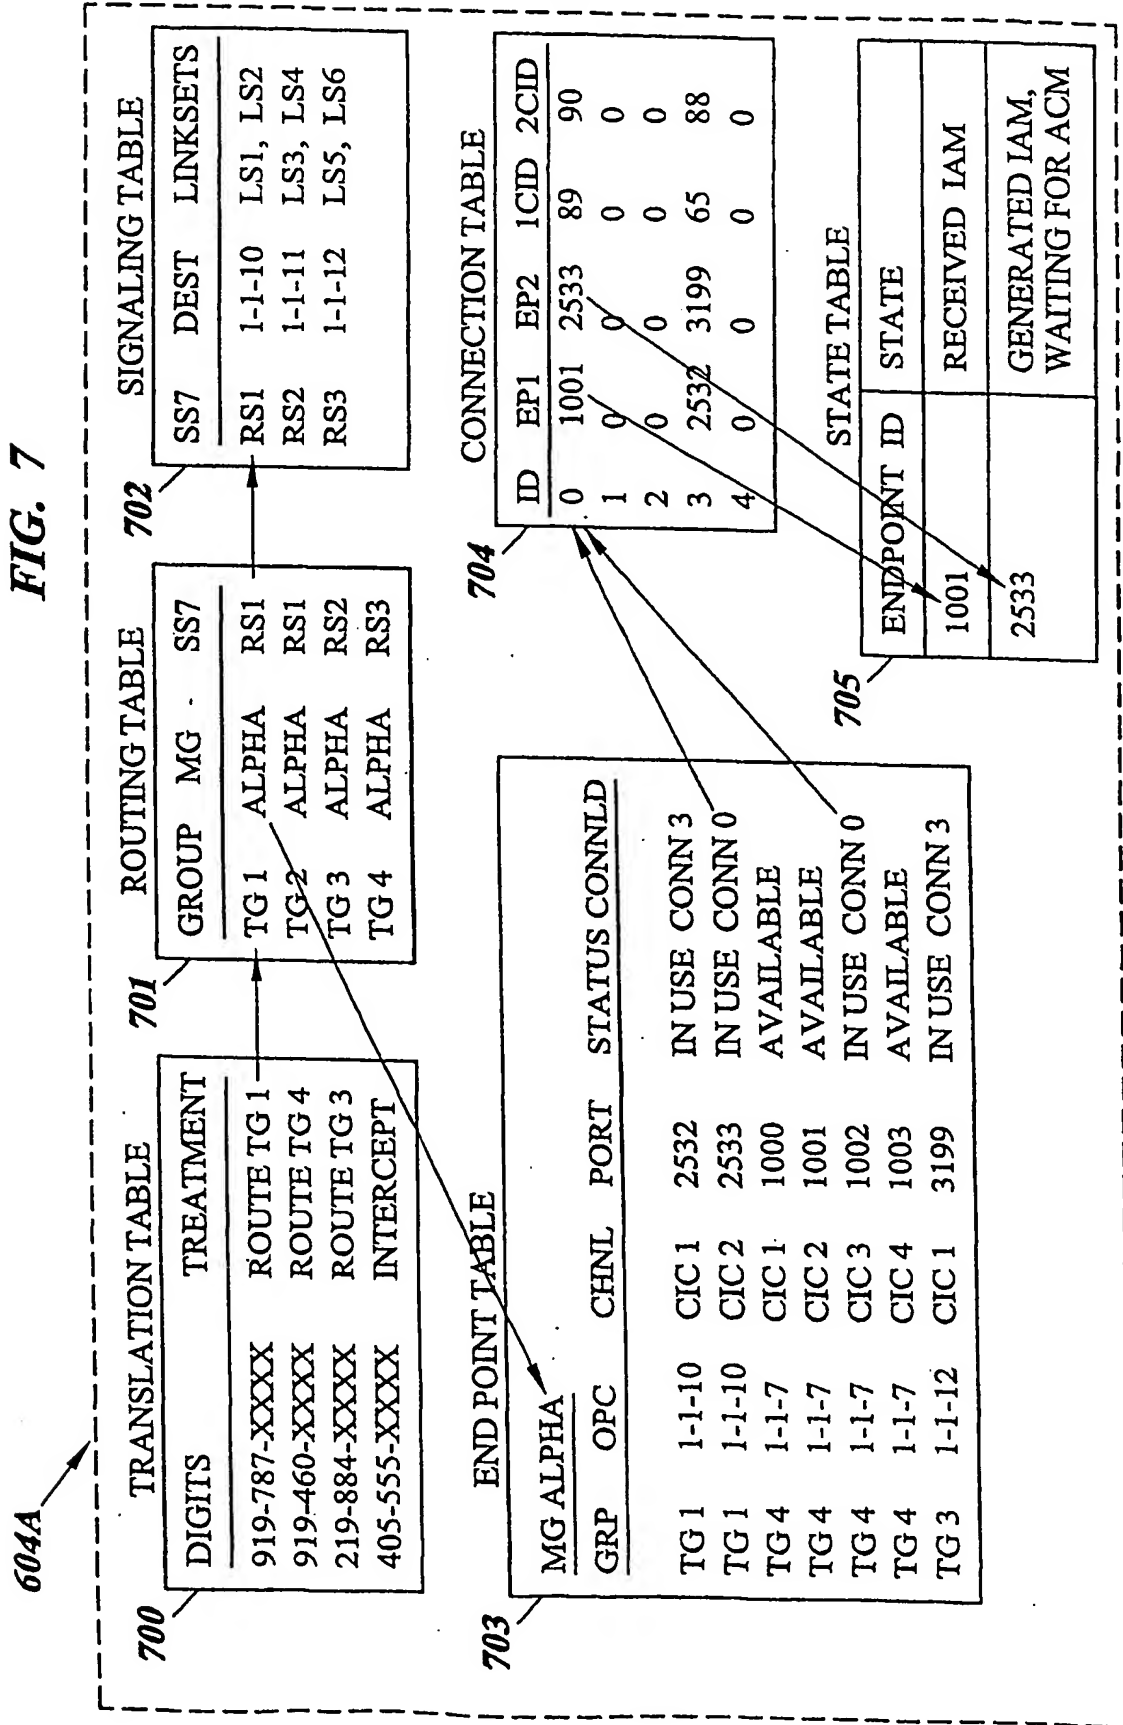 FIG. 7
604A
TRANSLATION TABLE
700
DIGITS TREATMENT
919-787-XXXX ROUTE TG 1
919-460-XXXX ROUTE TG 4
219-884-XXXX ROUTE TG 3
405-555-XXXX INTERCEPT
ROUTING TABLE
701
GROUP MG - SS7
TG 1 ALPHA RS1
TG 2 ALPHA RS1
TG 3 ALPHA RS2
TG 4 ALPHA RS3
SIGNALING TABLE
702
SS7 DEST LINKSETS
RS1 1-1-10 LS1, LS2
RS2 1-1-11 LS3, LS4
RS3 1-1-12 LS5, LS6
END POINT TABLE
703
MG ALPHA
GRP OPC CHNL PORT STATUS CONNLD
TG 1 1-1-10 CIC 1 2532 IN USE CONN 3
TG 1 1-1-10 CIC 2 2533 IN USE CONN 0
TG 4 1-1-7 CIC 1 1000 AVAILABLE
TG 4 1-1-7 CIC 2 1001 AVAILABLE
TG 4 1-1-7 CIC 3 1002 IN USE CONN 0
TG 4 1-1-7 CIC 4 1003 AVAILABLE
TG 3 1-1-12 CIC 1 3199 IN USE CONN 3
CONNECTION TABLE
704
ID EP1 EP2 1CID 2CID
0 1001 2533 89 90
1 0 0 0 0
2 0 0 0 0
3 2532 3199 65 88
4 0 0 0 0
STATE TABLE
705
ENDPOINT ID STATE
1001 RECEIVED IAM
2533 GENERATED IAM,
WAITING FOR ACM